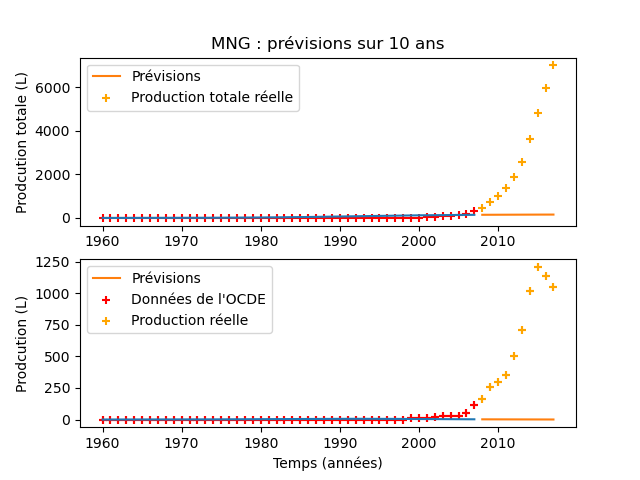 MNG : prévisions sur 10 ans
Prodcution totale (L)
6000
4000
2000
0
Prévisions
Production totale réelle
1960 1970 1980 1990 2000 2010
Prodcution (L)
1250
1000
750
500
250
0
Prévisions
Données de l'OCDE
Production réelle
1960 1970 1980 1990 2000 2010
Temps (années)